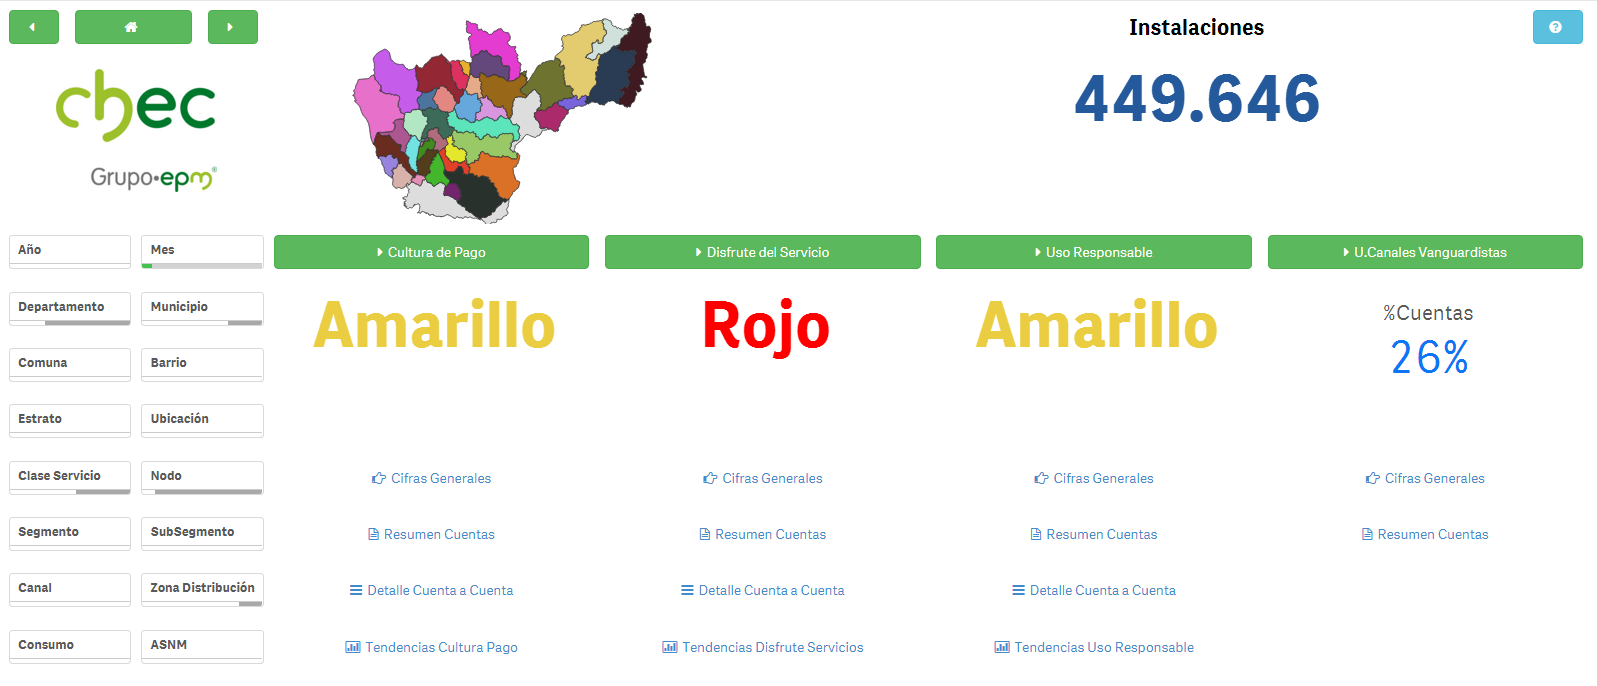 Instalaciones
449.646
chec
Grupo•epm®
Año
Mes
Departamento
Municipio
Comuna
Barrio
Estrato
Ubicación
Clase Servicio
Nodo
Segmento
SubSegmento
Canal
Zona Distribución
Consumo
ASNM
Cultura de Pago
Disfrute del Servicio
Uso Responsable
U.Canales Vanguardistas
Amarillo
Rojo
Amarillo
%Cuentas
26%
Cifras Generales
Cifras Generales
Cifras Generales
Cifras Generales
Resumen Cuentas
Resumen Cuentas
Resumen Cuentas
Resumen Cuentas
Detalle Cuenta a Cuenta
Detalle Cuenta a Cuenta
Detalle Cuenta a Cuenta
Tendencias Cultura Pago
Tendencias Disfrute Servicios
Tendencias Uso Responsable